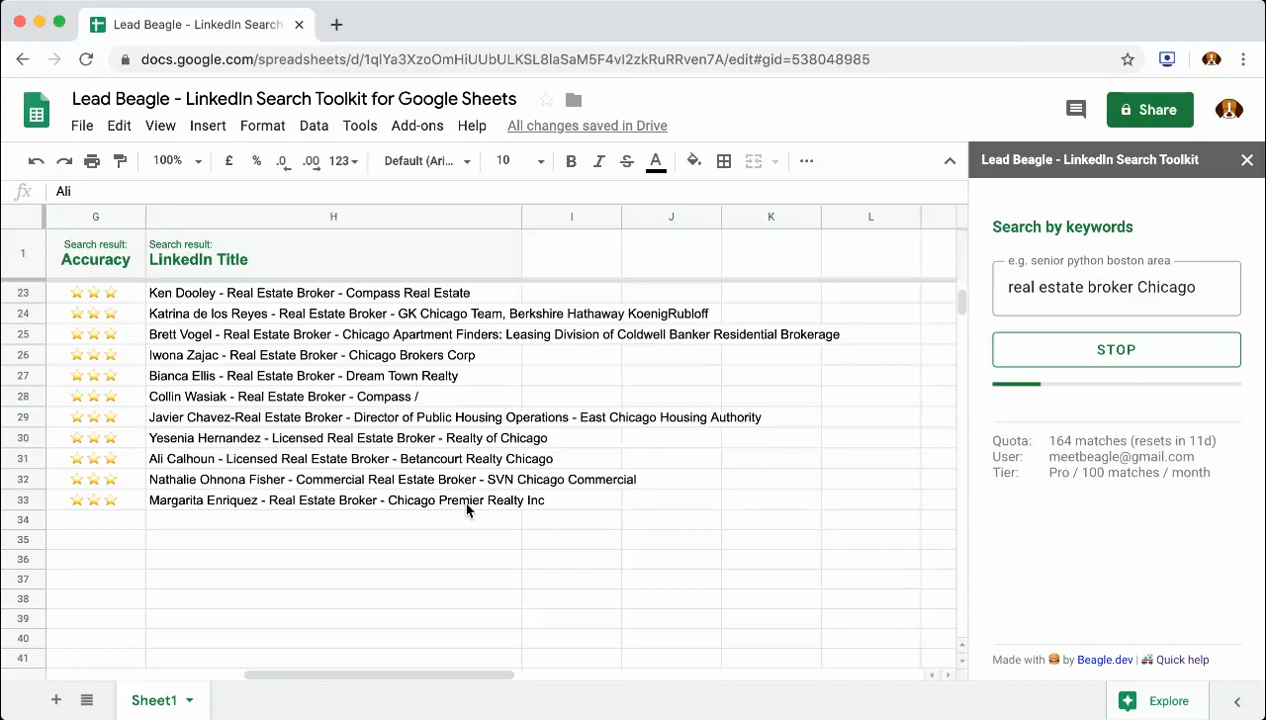 Lead Beagle - LinkedIn Search
docs.google.com/spreadsheets/d/1qlYa3XzoOmHiUUbULKSL8laSaM5F4vI2zkRuRRven7A/edit#gid=538048985
Lead Beagle - LinkedIn Search Toolkit for Google Sheets
File Edit View Insert Format Data Tools Add-ons Help All changes saved in Drive
Share
100% £ % .0 .00 123 Default (Ari... 10 B I S A
Lead Beagle - LinkedIn Search Toolkit
fx Ali
G H I J K L
1 Search result: Accuracy Search result: LinkedIn Title
23 Ken Dooley - Real Estate Broker - Compass Real Estate
24 Katrina de los Reyes - Real Estate Broker - GK Chicago Team, Berkshire Hathaway KoenigRubloff
25 Brett Vogel - Real Estate Broker - Chicago Apartment Finders: Leasing Division of Coldwell Banker Residential Brokerage
26 Iwona Zajac - Real Estate Broker - Chicago Brokers Corp
27 Bianca Ellis - Real Estate Broker - Dream Town Realty
28 Collin Wasiak - Real Estate Broker - Compass /
29 Javier Chavez-Real Estate Broker - Director of Public Housing Operations - East Chicago Housing Authority
30 Yesenia Hernandez - Licensed Real Estate Broker - Realty of Chicago
31 Ali Calhoun - Licensed Real Estate Broker - Betancourt Realty Chicago
32 Nathalie Ohnona Fisher - Commercial Real Estate Broker - SVN Chicago Commercial
33 Margarita Enriquez - Real Estate Broker - Chicago Premier Realty Inc
34
35
36
37
38
39
40
41
Search by keywords
e.g. senior python boston area
real estate broker Chicago
STOP
Quota: 164 matches (resets in 11d)
User: meetbeagle@gmail.com
Tier: Pro / 100 matches / month
Made with by Beagle.dev | Quick help
Sheet1
Explore